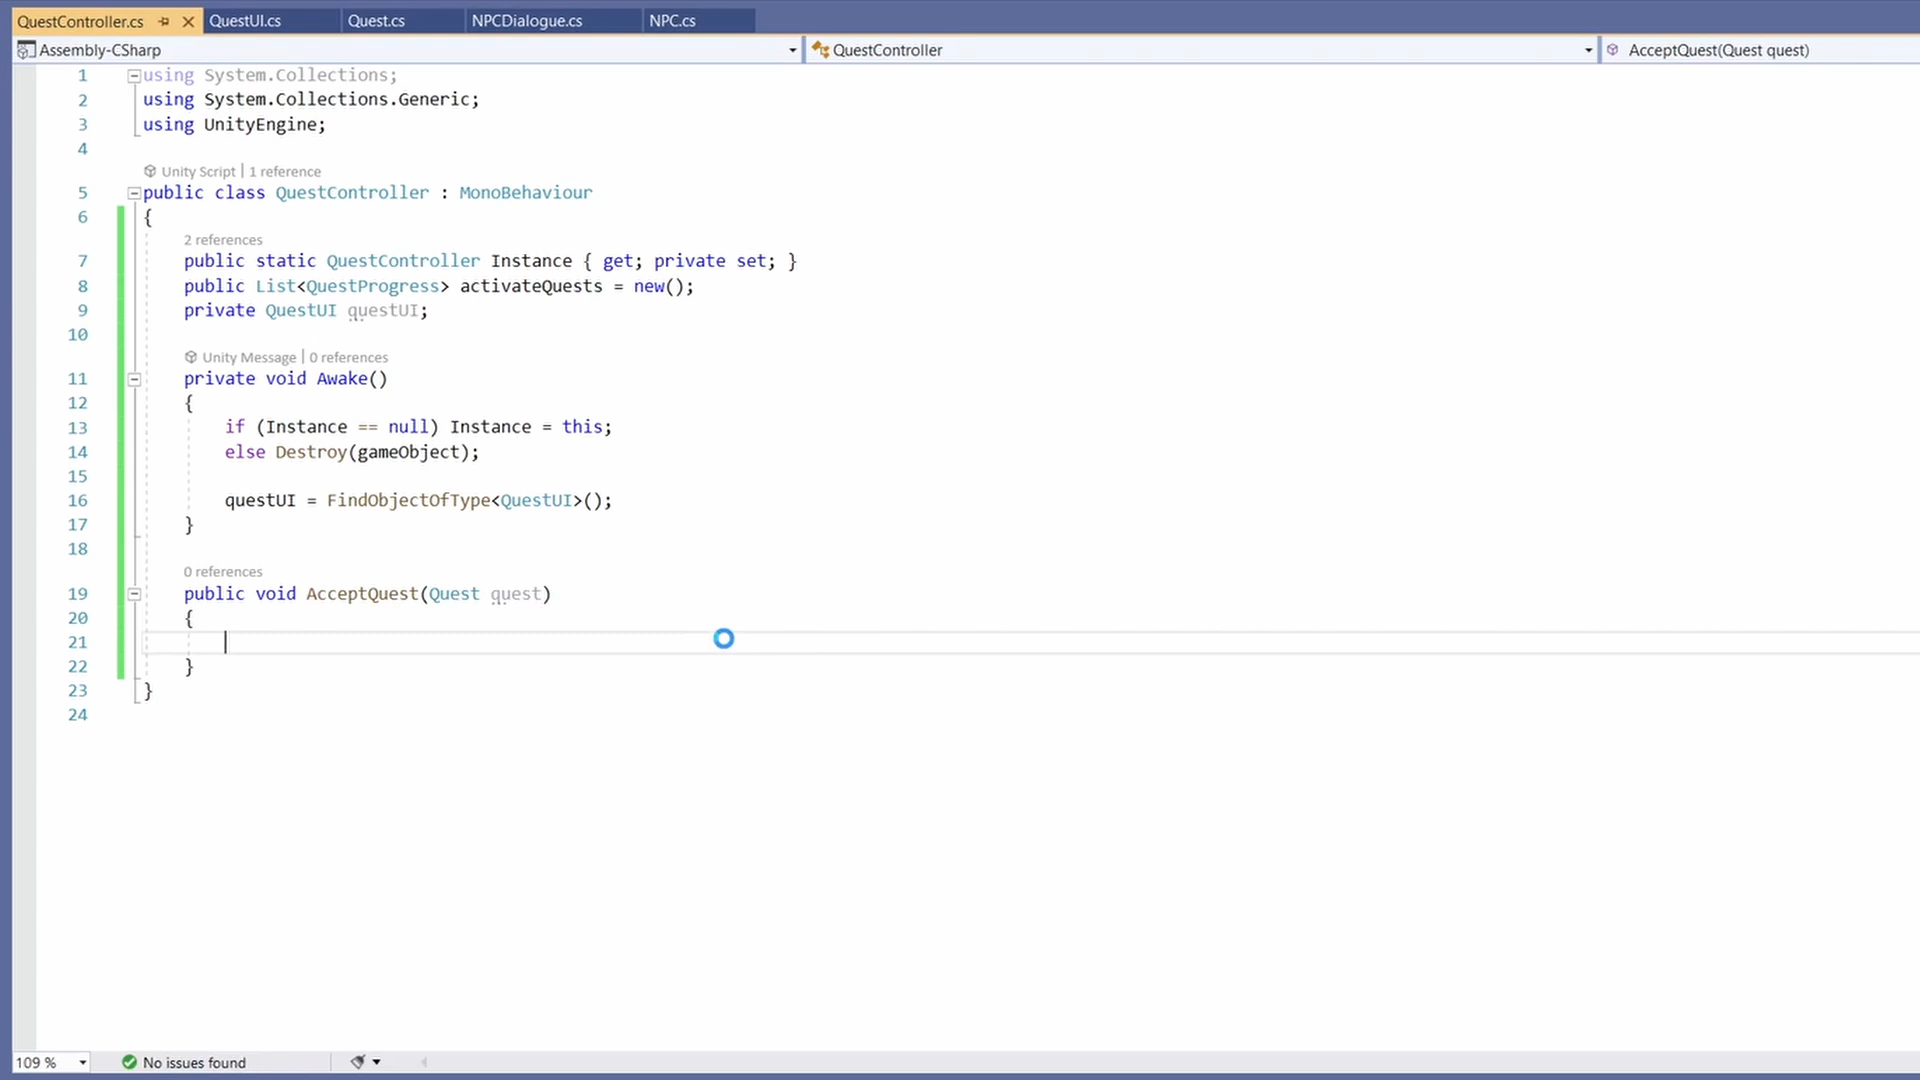 QuestController.cs QuestUI.cs Quest.cs NPCDialogue.cs NPC.cs
Assembly-CSharp QuestController AcceptQuest(Quest quest)
1 using System.Collections;
2 using System.Collections.Generic;
3 using UnityEngine;
4
Unity Script | 1 reference
5 public class QuestController : MonoBehaviour
6 {
2 references
7 public static QuestController Instance { get; private set; }
8 public List<QuestProgress> activateQuests = new();
9 private QuestUI questUI;
10
Unity Message | 0 references
11 private void Awake()
12 {
13 if (Instance == null) Instance = this;
14 else Destroy(gameObject);
15
16 questUI = FindObjectOfType<QuestUI>();
17 }
18
0 references
19 public void AcceptQuest(Quest quest)
20 {
21
22 }
23 }
24
109 % No issues found